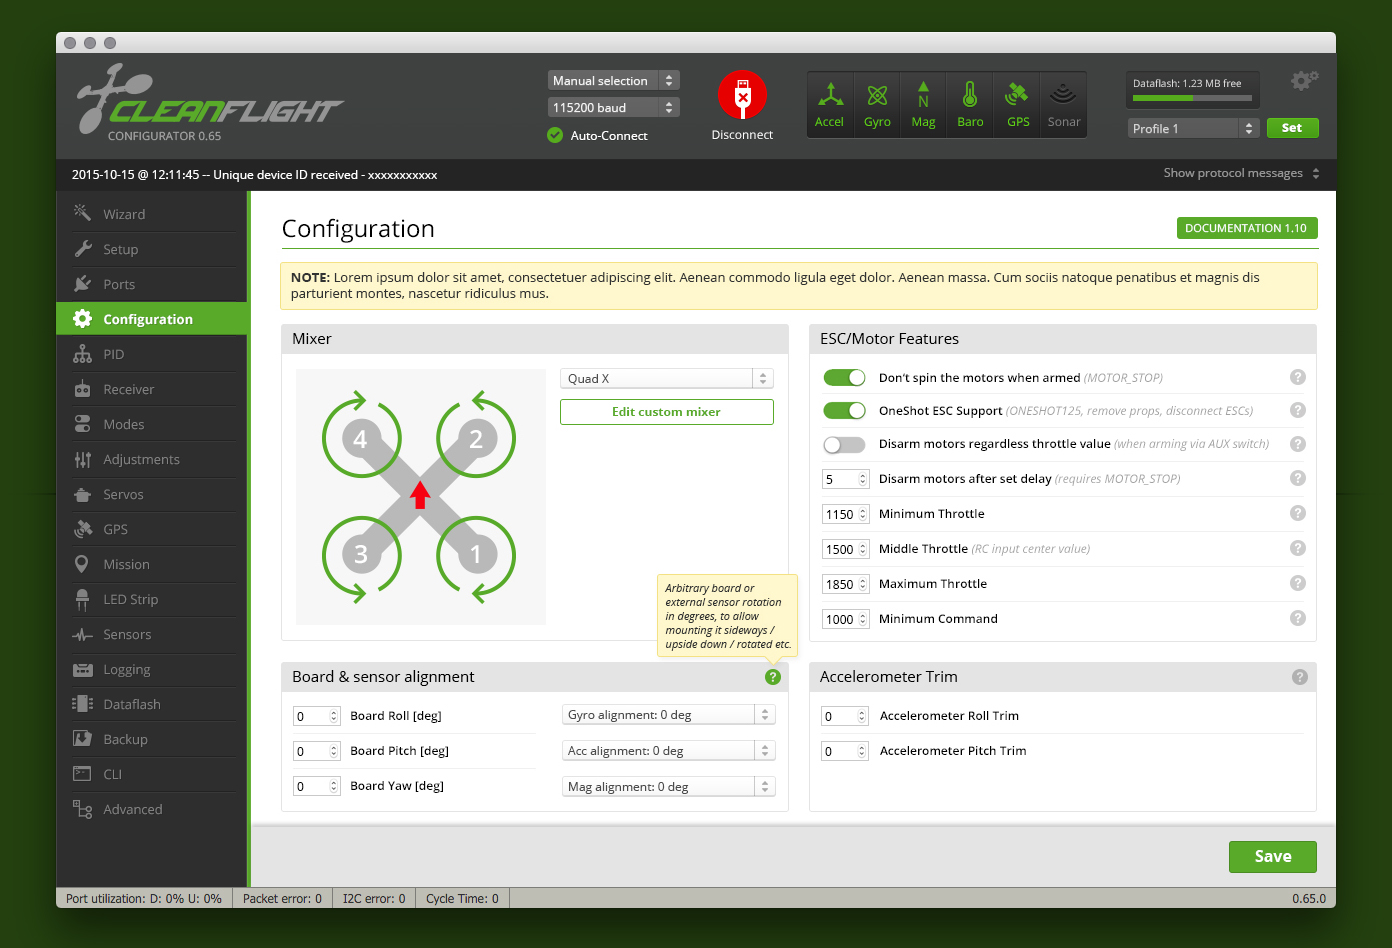 CLEANFLIGHT
CONFIGURATOR 0.65
Manual selection
115200 baud
Auto-Connect
Disconnect
Accel
Gyro
N
Mag
Baro
GPS
Sonar
Dataflash: 1.23 MB free
Profile 1
Set
2015-10-15 @ 12:11:45 -- Unique device ID received - xxxxxxxxxxx
Show protocol messages
Wizard
Setup
Ports
Configuration
PID
Receiver
Modes
Adjustments
Servos
GPS
Mission
LED Strip
Sensors
Logging
Dataflash
Backup
CLI
Advanced
Configuration
DOCUMENTATION 1.10
NOTE: Lorem ipsum dolor sit amet, consectetuer adipiscing elit. Aenean commodo ligula eget dolor. Aenean massa. Cum sociis natoque penatibus et magnis dis
parturient montes, nascetur ridiculus mus.
Mixer
4
2
3
1
Quad X
Edit custom mixer
ESC/Motor Features
Don't spin the motors when armed (MOTOR_STOP) ?
OneShot ESC Support (ONESHOT125, remove props, disconnect ESCs) ?
Disarm motors regardless throttle value (when arming via AUX switch) ?
5 Disarm motors after set delay (requires MOTOR_STOP) ?
1150 Minimum Throttle ?
1500 Middle Throttle (RC input center value) ?
1850 Maximum Throttle ?
1000 Minimum Command ?
Arbitrary board or
external sensor rotation
in degrees, to allow
mounting it sideways /
upside down / rotated etc.
Board & sensor alignment ?
0 Board Roll [deg]
Gyro alignment: 0 deg
0 Board Pitch [deg]
Acc alignment: 0 deg
0 Board Yaw [deg]
Mag alignment: 0 deg
Accelerometer Trim ?
0 Accelerometer Roll Trim
0 Accelerometer Pitch Trim
Save
Port utilization: D: 0% U: 0%
Packet error: 0
I2C error: 0
Cycle Time: 0
0.65.0